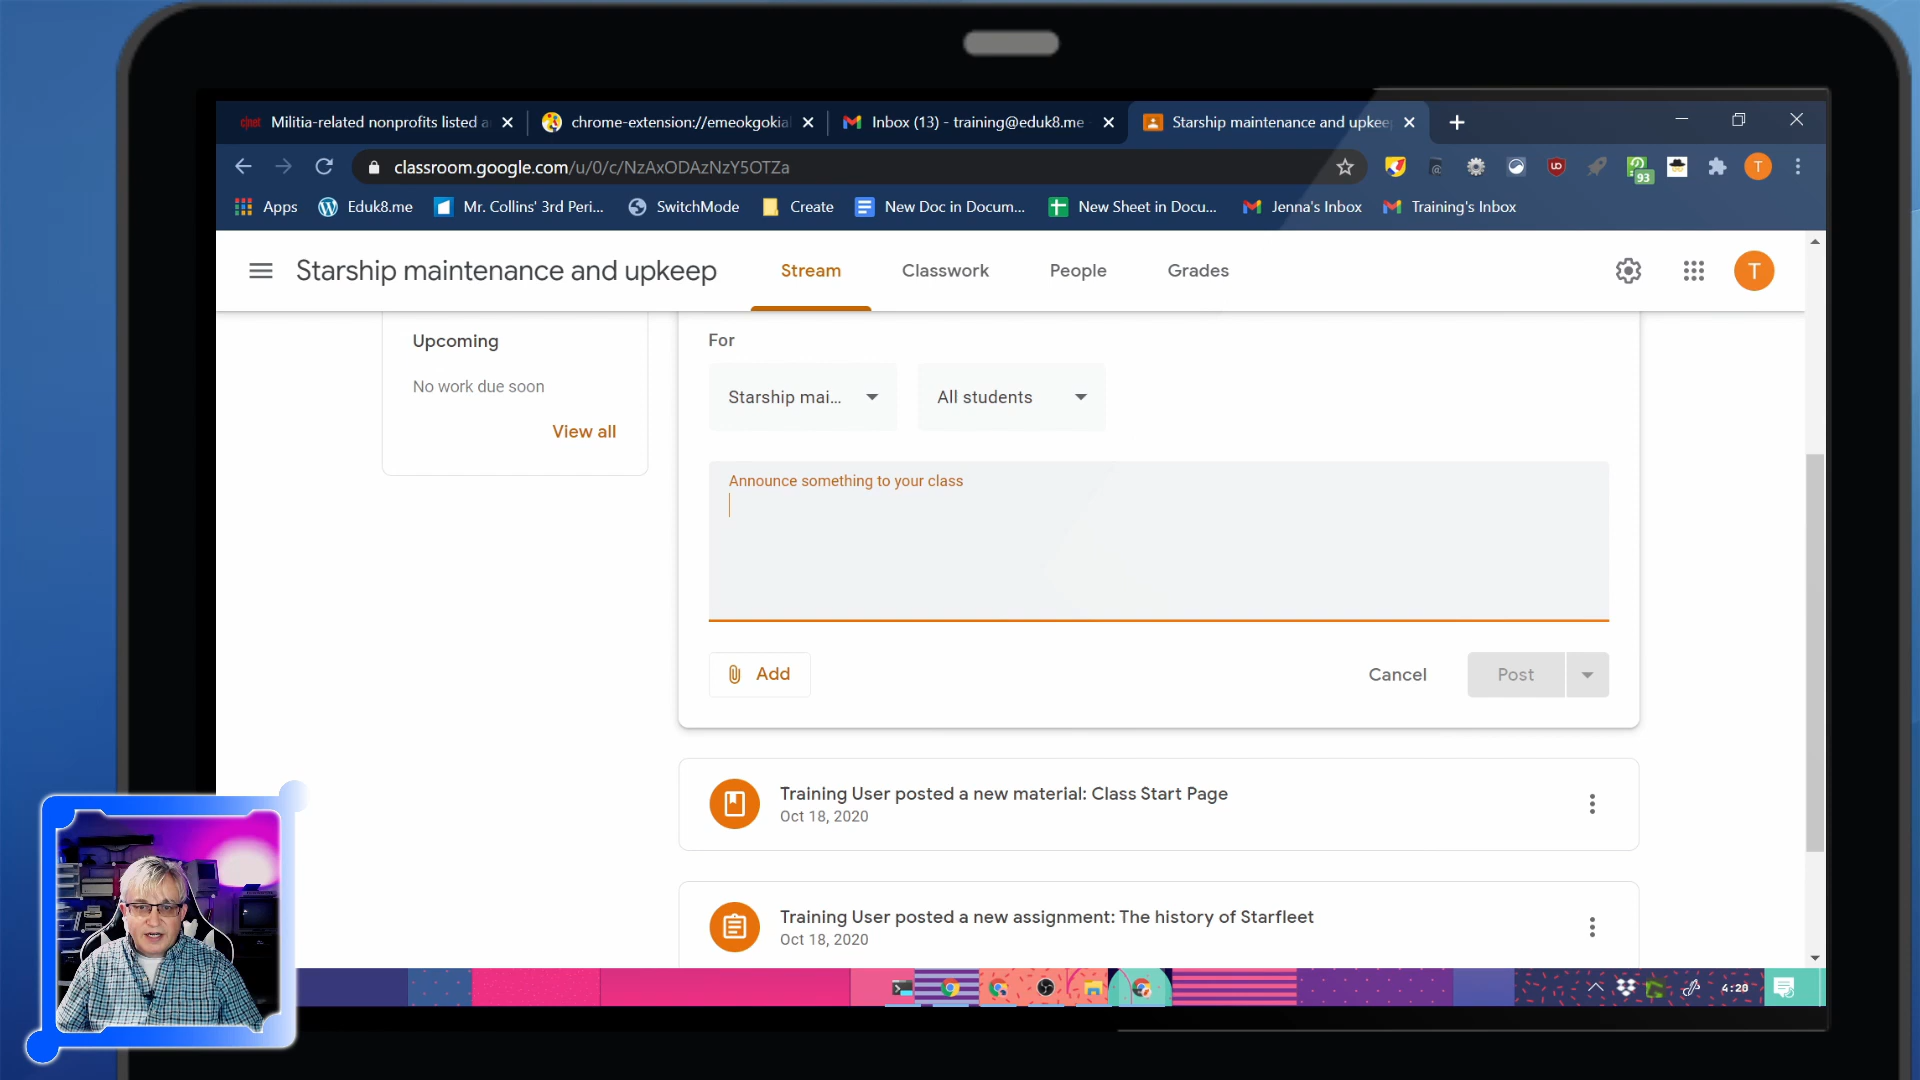 Militia-related nonprofits listed a
chrome-extension://emeokgokial
Inbox (13) - training@eduk8.me
Starship maintenance and upkee
classroom.google.com/u/0/c/NzAxODAzNzY5OTZa
93
T
Apps
Eduk8.me
Mr. Collins' 3rd Peri...
SwitchMode
Create
New Doc in Docum...
New Sheet in Docu...
Jenna's Inbox
Training's Inbox
Starship maintenance and upkeep
Stream
Classwork
People
Grades
T
Upcoming
No work due soon
View all
For
Starship mai...
All students
Announce something to your class
Add
Cancel
Post
Training User posted a new material: Class Start Page
Oct 18, 2020
Training User posted a new assignment: The history of Starfleet
Oct 18, 2020
4:20